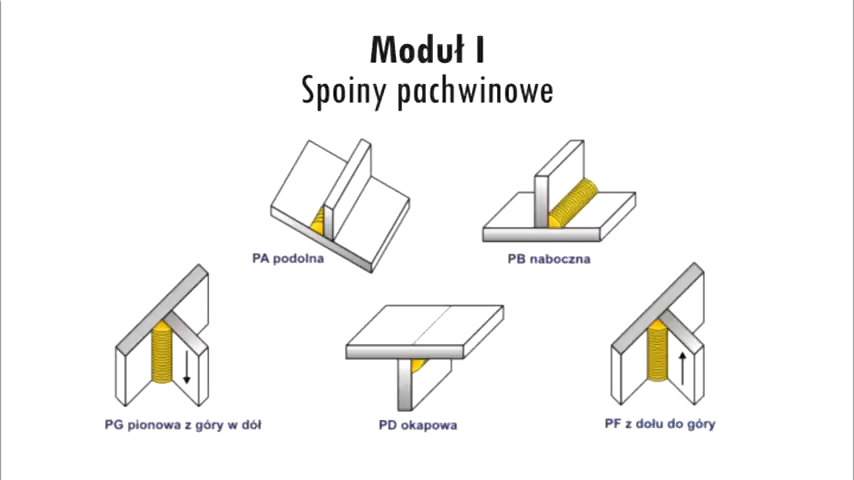 Moduł I
Spoiny pachwinowe
PA podolna
PB naboczna
PG pionowa z góry w dół
PD okapowa
PF z dołu do góry